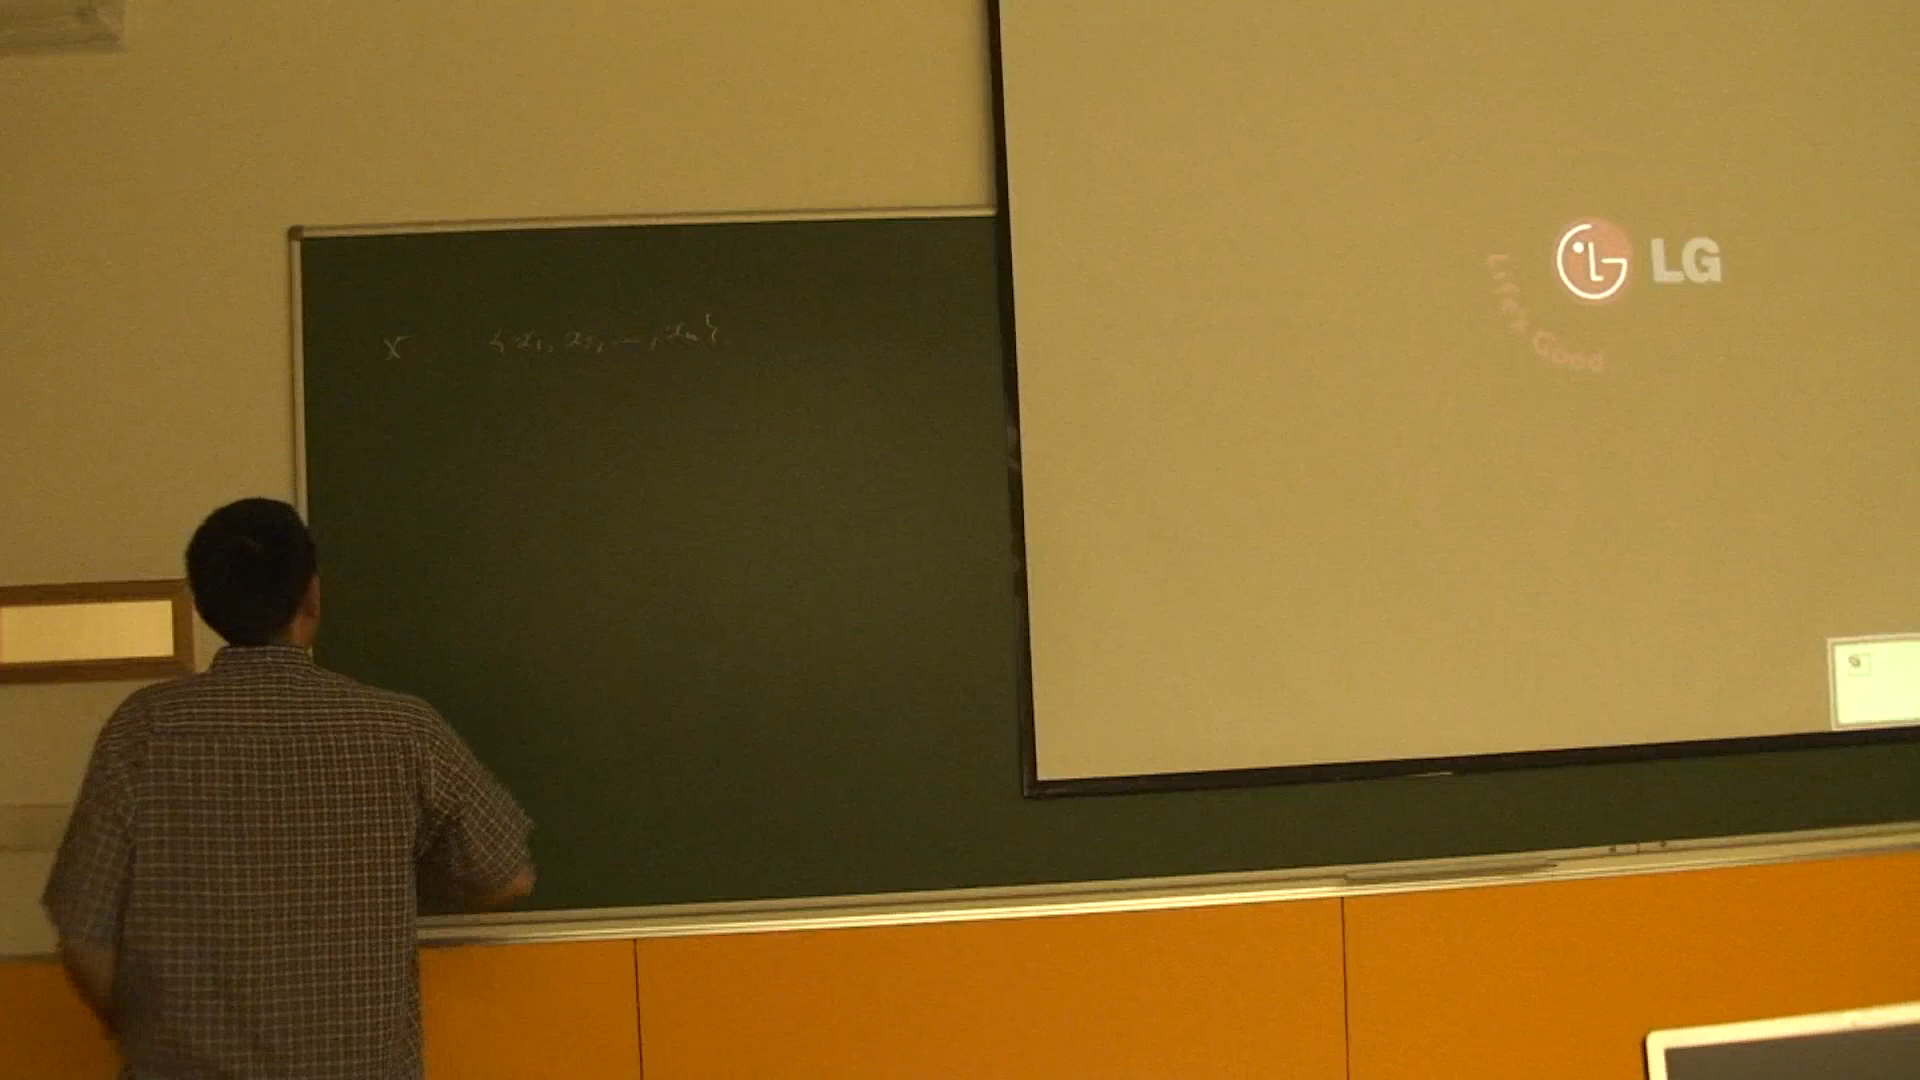 X {x₁, x₂, ..., xₙ}
LG
Life's Good